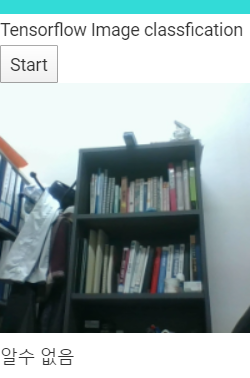 Tensorflow Image classfication
Start
알수 없음